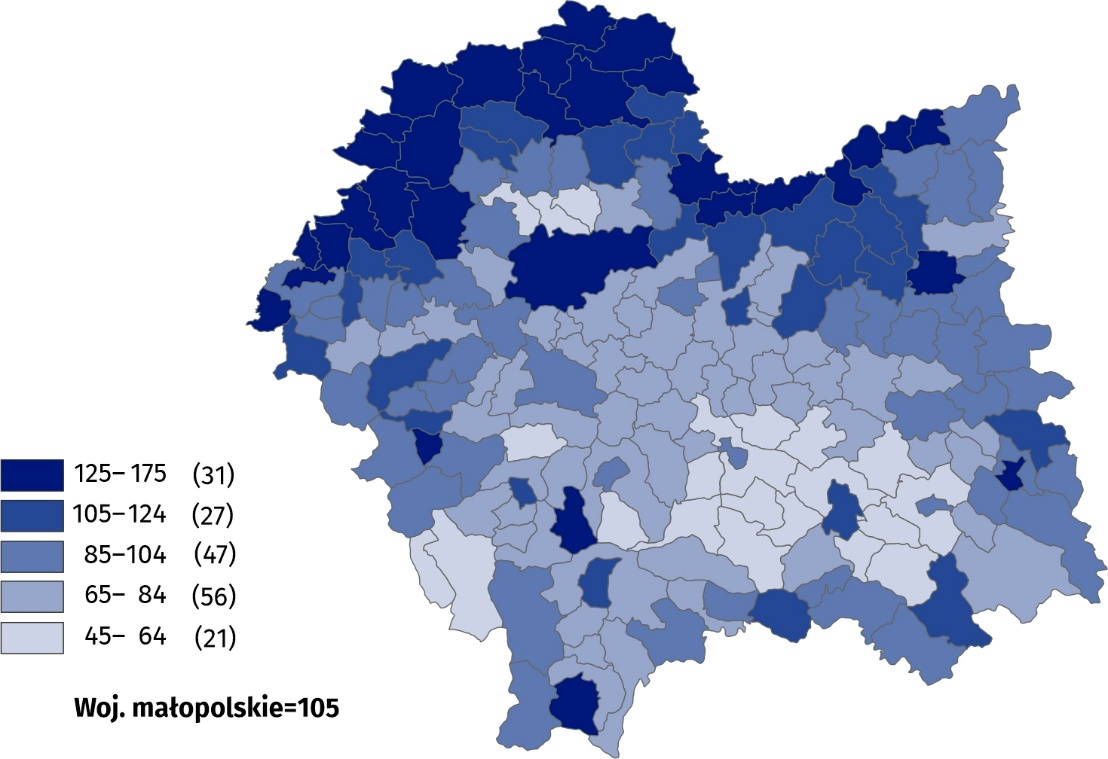 125–175 (31)
105–124 (27)
85–104 (47)
65– 84 (56)
45– 64 (21)
Woj. małopolskie=105